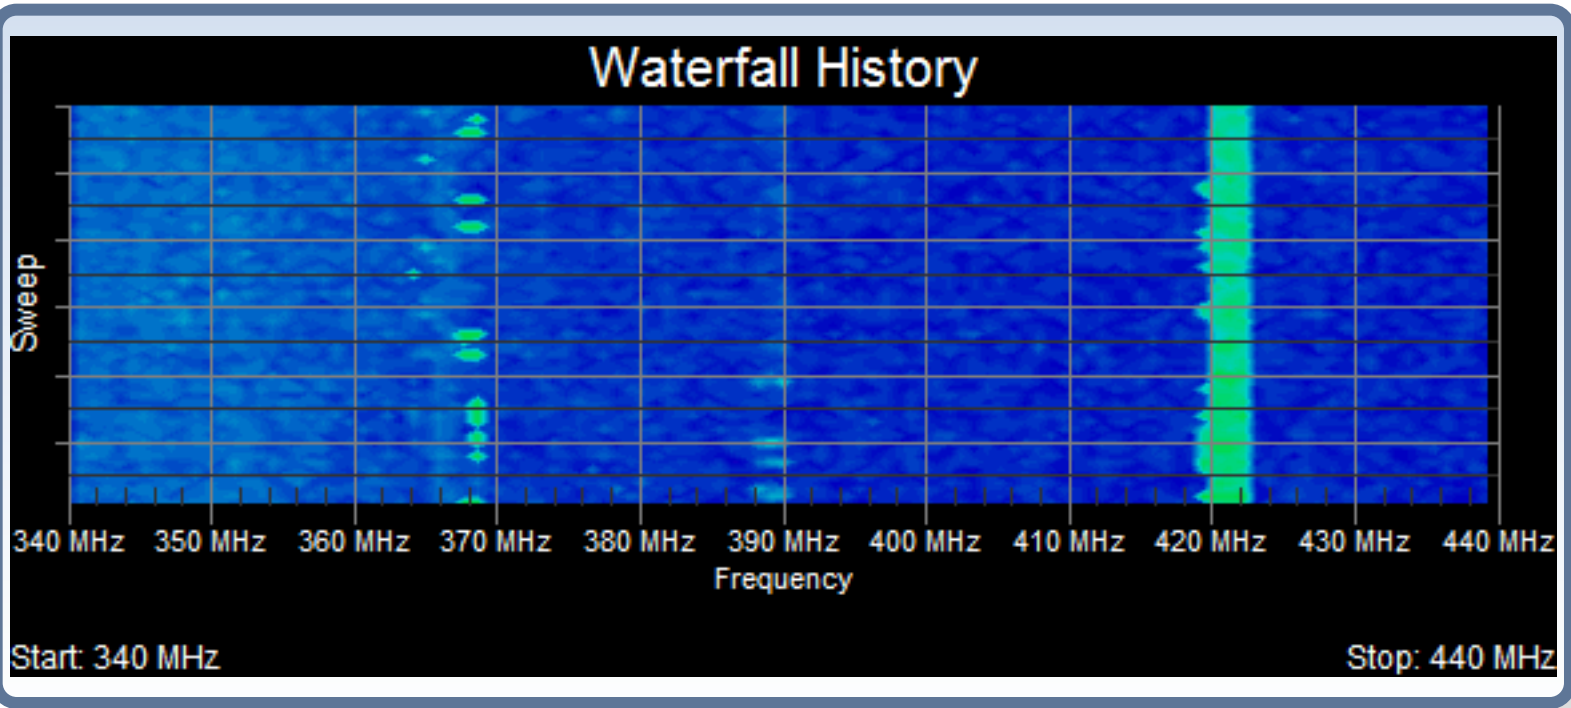 Waterfall History
Sweep
340 MHz 350 MHz 360 MHz 370 MHz 380 MHz 390 MHz 400 MHz 410 MHz 420 MHz 430 MHz 440 MHz
Frequency
Start: 340 MHz Stop: 440 MHz